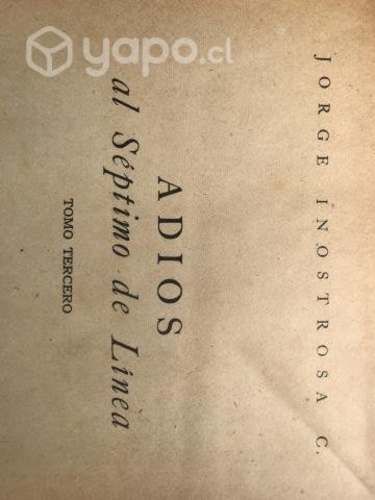 yapo.cl
JORGE INOSTROSA C.
ADIOS
al Séptimo de Línea
TOMO TERCERO